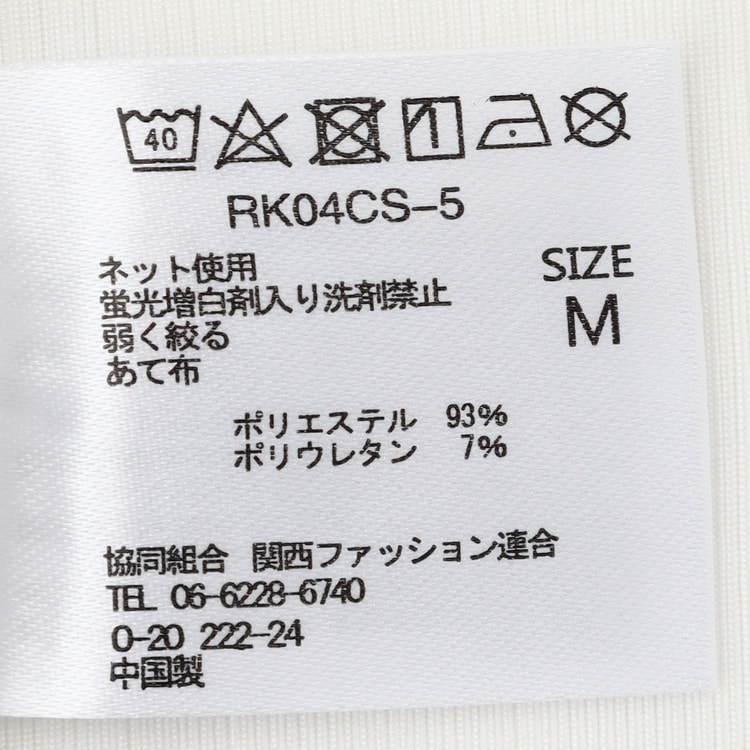 40
RK04CS-5
SIZE
M
ネット使用
蛍光増白剤入り洗剤禁止
弱く絞る
あて布
ポリエステル 93%
ポリウレタン 7%
協同組合 関西ファッション連合
TEL 06-6228-6740
0-20 222-24
中国製